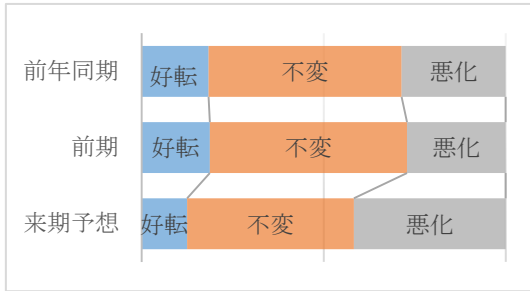 前年同期 好転 不変 悪化
前期 好転 不変 悪化
来期予想 好転 不変 悪化